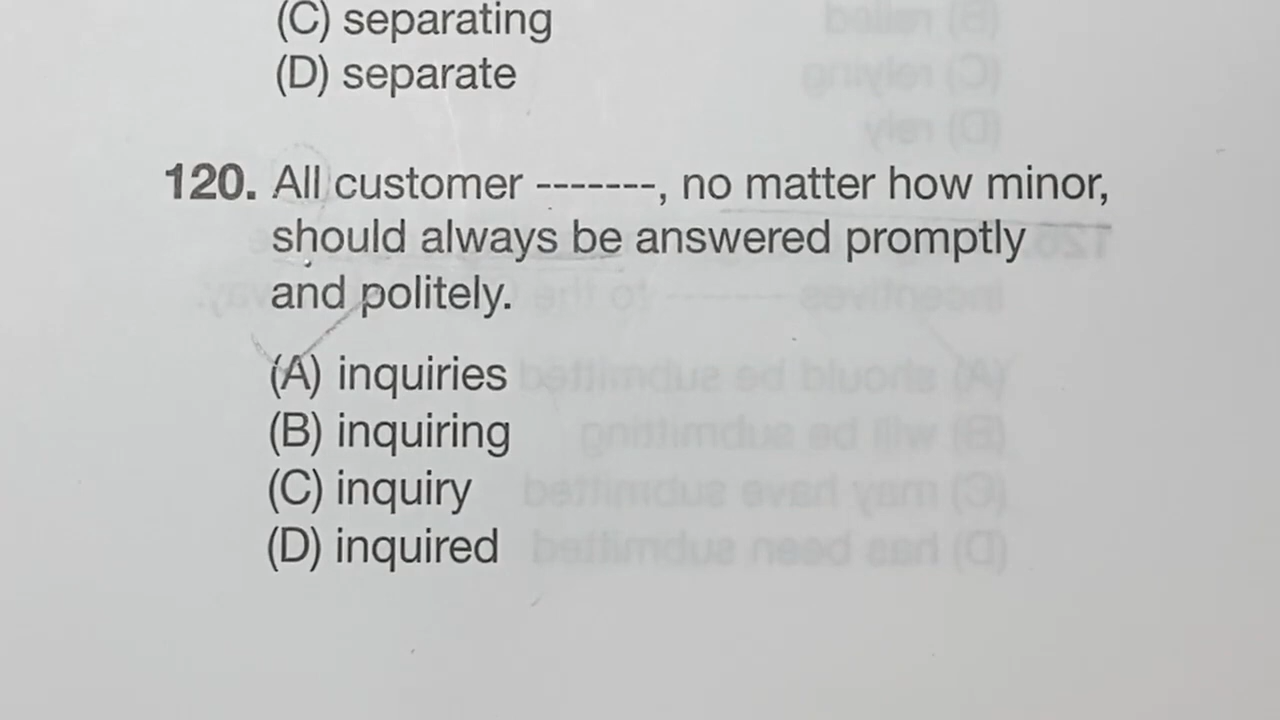 (C) separating
(D) separate
120. All customer -------, no matter how minor,
should always be answered promptly
and politely.
(A) inquiries
(B) inquiring
(C) inquiry
(D) inquired